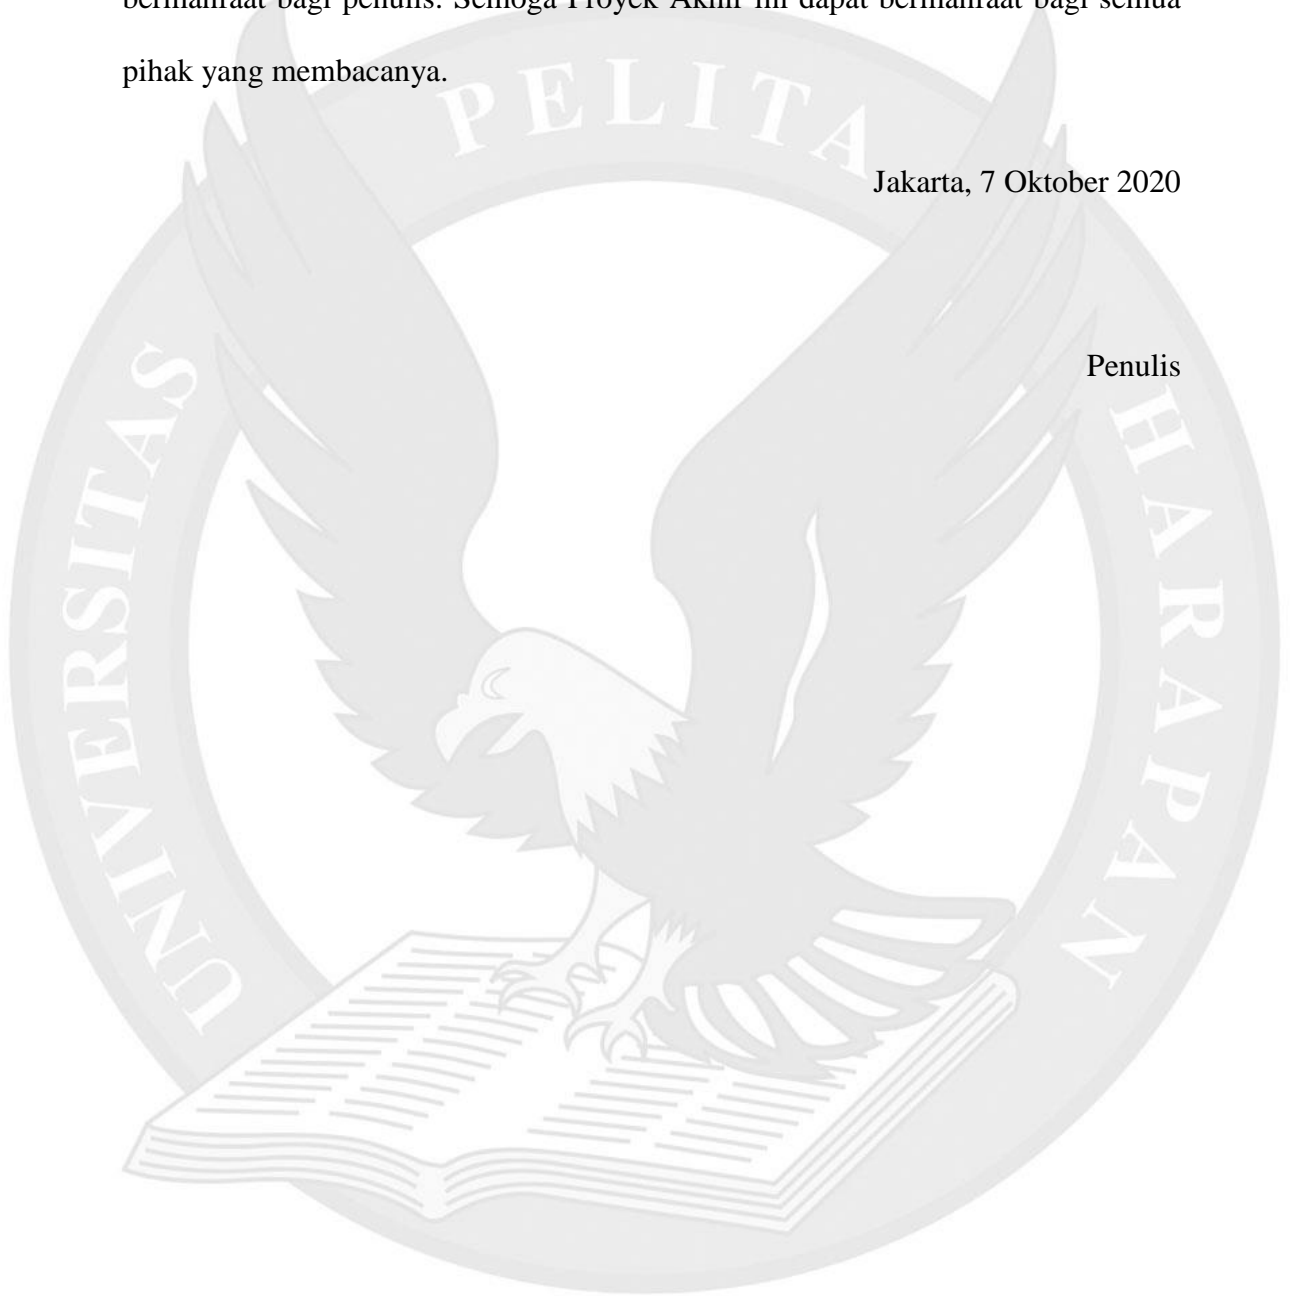 bermanfaat bagi penulis. Semoga Proyek Akhir ini dapat bermanfaat bagi semua
pihak yang membacanya.
PELITA
Jakarta, 7 Oktober 2020
Penulis
UNIVERSITAS
HARAPAN